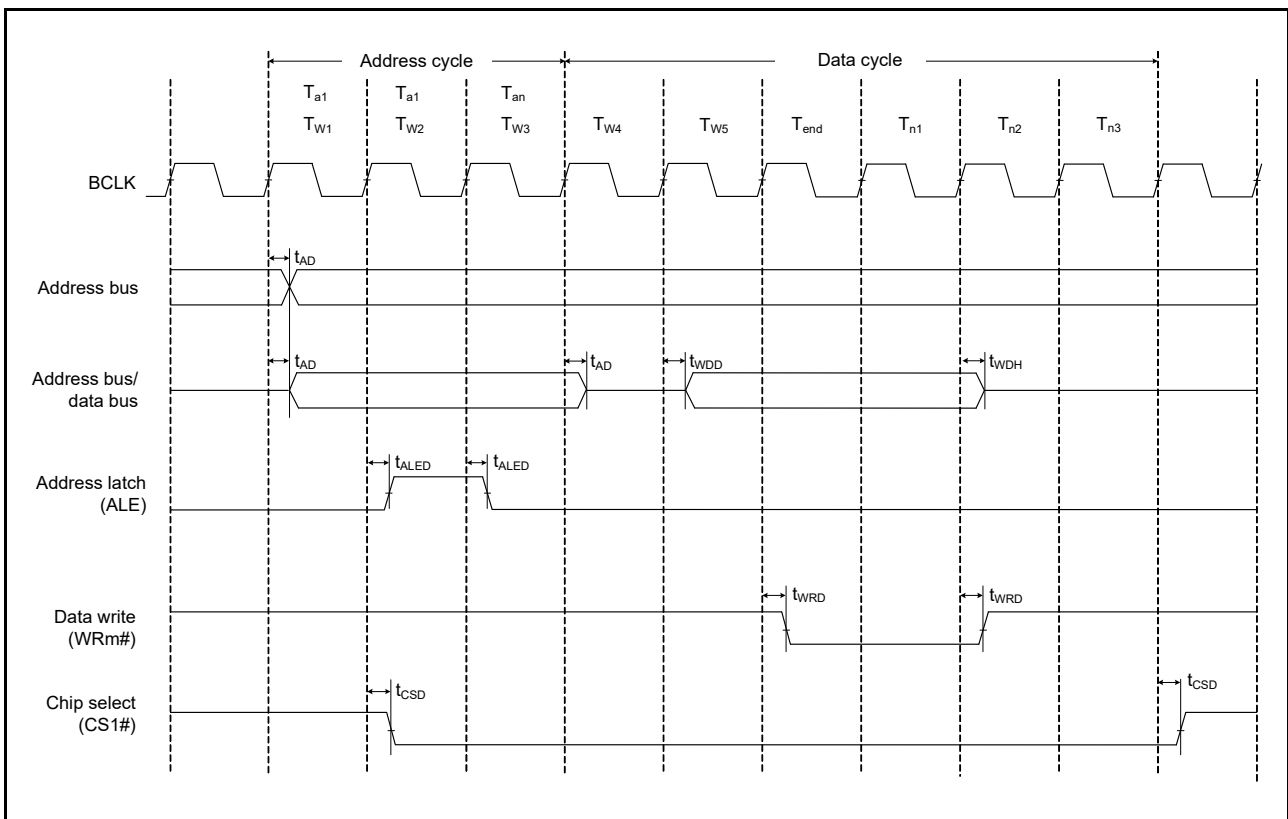 Address cycle Data cycle
Ta1 Ta1 Tan
TW1 TW2 TW3 TW4 TW5 Tend Tn1 Tn2 Tn3
BCLK
tAD
Address bus
tAD tAD tWDD tWDH
Address bus/
data bus
tALED tALED
Address latch
(ALE)
tWRD tWRD
Data write
(WRm#)
tCSD tCSD
Chip select
(CS1#)